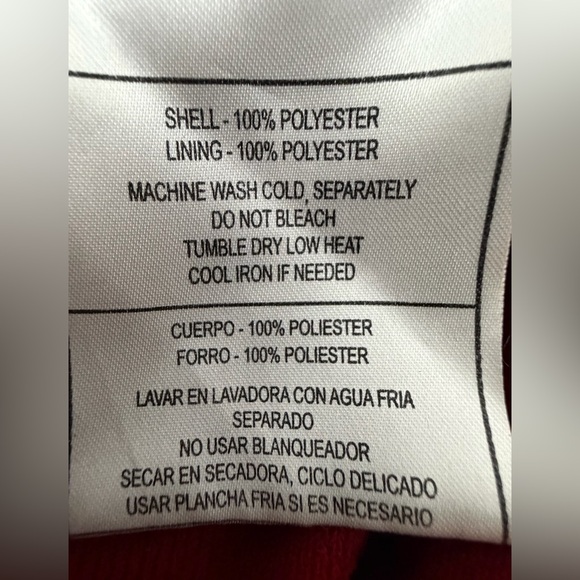 SHELL - 100% POLYESTER
LINING - 100% POLYESTER
MACHINE WASH COLD, SEPARATELY
DO NOT BLEACH
TUMBLE DRY LOW HEAT
COOL IRON IF NEEDED
CUERPO - 100% POLIESTER
FORRO - 100% POLIESTER
LAVAR EN LAVADORA CON AGUA FRIA
SEPARADO
NO USAR BLANQUEADOR
SECAR EN SECADORA, CICLO DELICADO
USAR PLANCHA FRIA SI ES NECESARIO